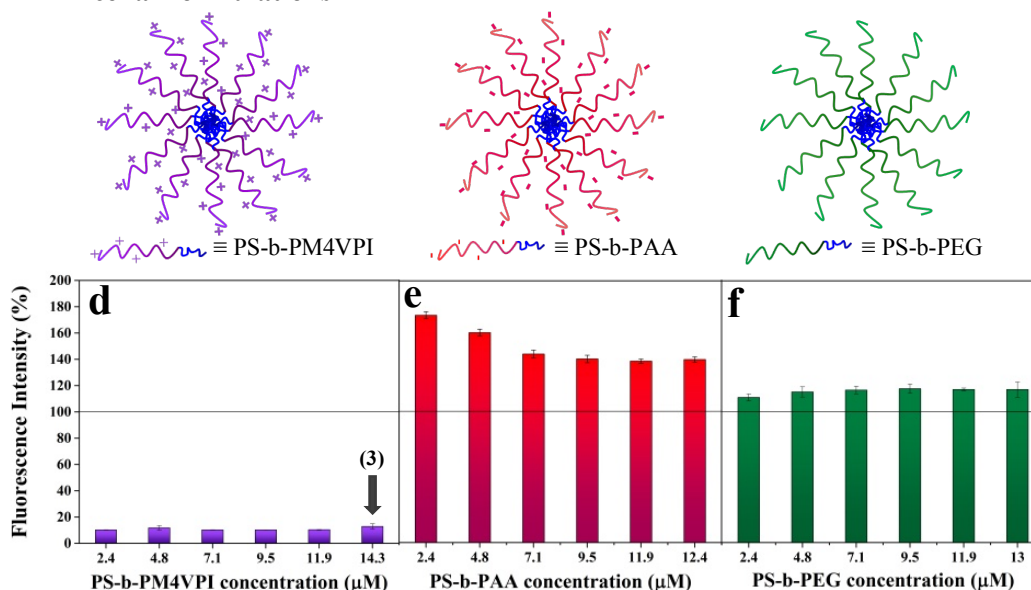 ≡ PS-b-PM4VPI
≡ PS-b-PAA
≡ PS-b-PEG
Fluorescence Intensity (%)
200
180
160
140
120
100
80
60
40
20
0
d
(3)
2.4 4.8 7.1 9.5 11.9 14.3
PS-b-PM4VPI concentration (μM)
e
2.4 4.8 7.1 9.5 11.9 12.4
PS-b-PAA concentration (μM)
f
2.4 4.8 7.1 9.5 11.9 13
PS-b-PEG concentration (μM)